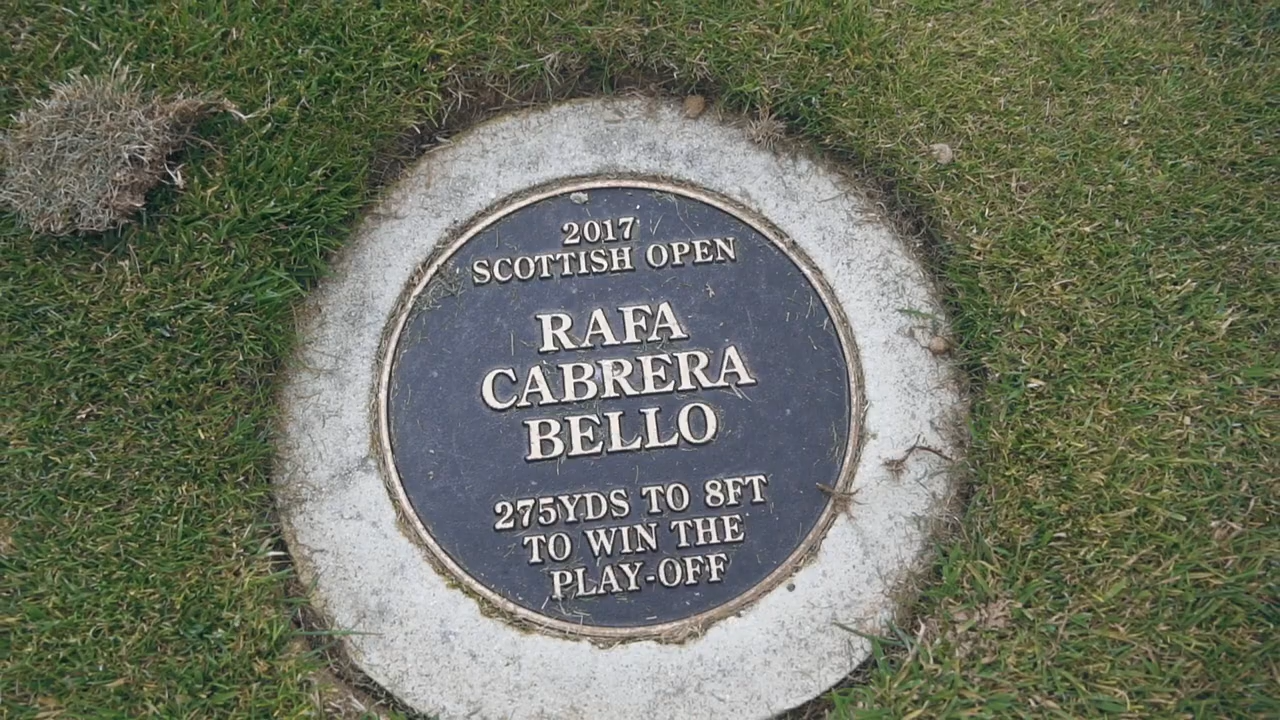 2017
SCOTTISH OPEN
RAFA
CABRERA
BELLO
275YDS TO 8FT
TO WIN THE
PLAY-OFF